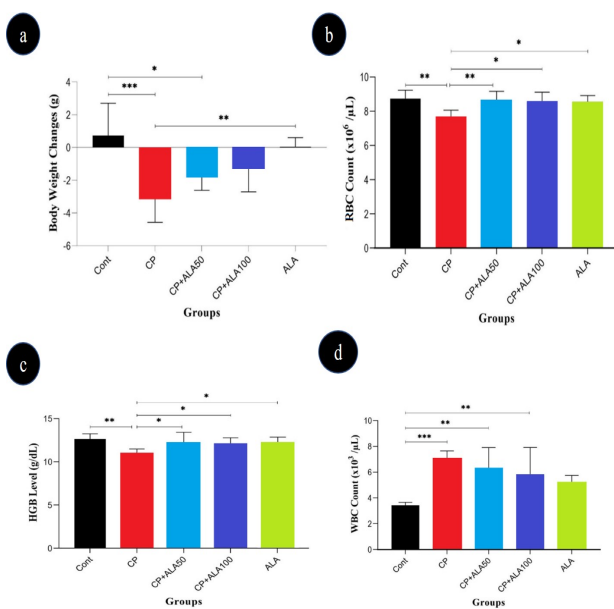 a
Body Weight Changes (g)
4
2
0
-2
-4
-6
***
*
**
Cont
CP
CP+ALA50
CP+ALA100
ALA
Groups
b
RBC Count (x10⁶ /µL)
10
8
6
4
2
0
**
**
*
*
Cont
CP
CP+ALA50
CP+ALA100
ALA
Groups
c
HGB Level (g/dL)
15
10
5
0
**
*
*
*
Cont
CP
CP+ALA50
CP+ALA100
ALA
Groups
d
WBC Count (x10³ /µL)
10
8
6
4
2
0
***
**
**
Cont
CP
CP+ALA50
CP+ALA100
ALA
Groups